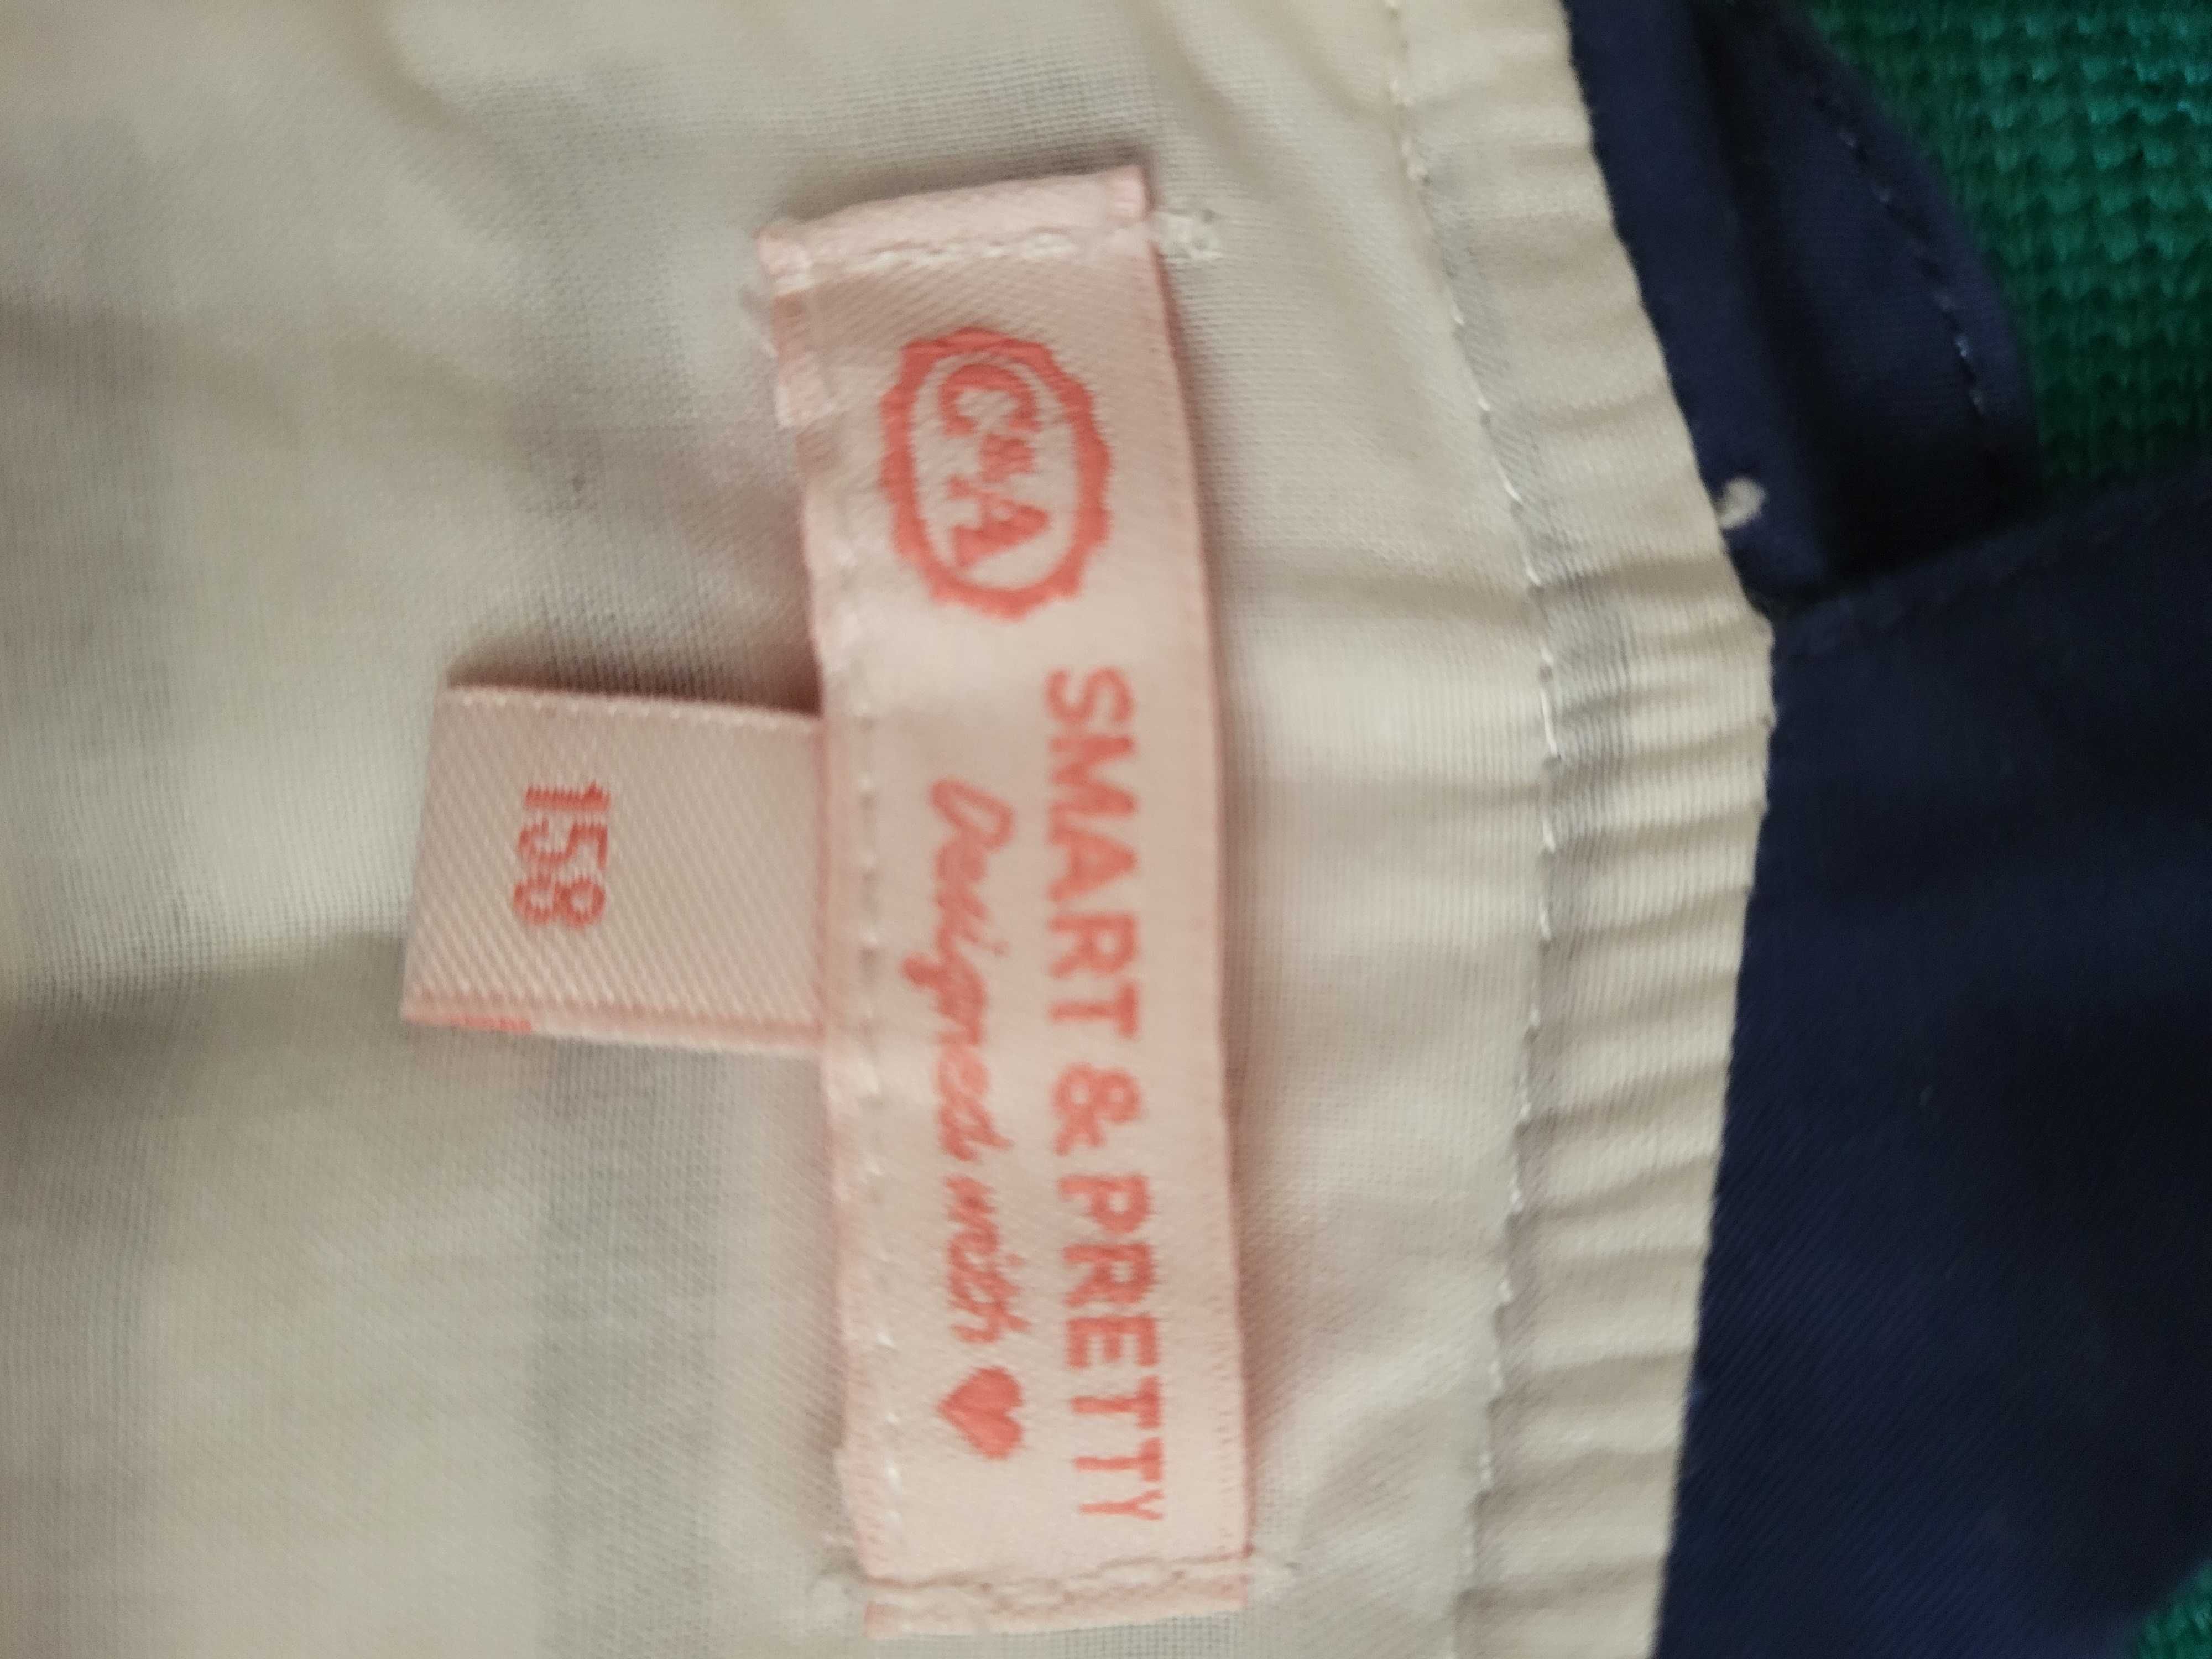 C&A
SMART & PRETTY
Designed with ♥
158